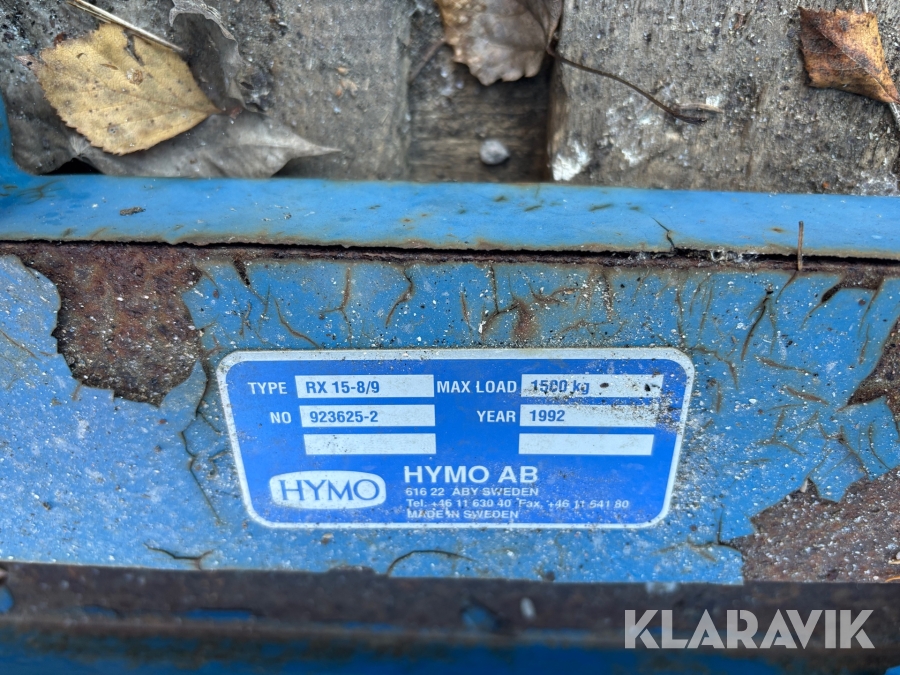 TYPE RX 15-8/9 MAX LOAD 1500 kg
NO 923625-2 YEAR 1992
HYMO HYMO AB
616 22 ABY SWEDEN
Tel. +46 11 630 40 Fax. +46 11 541 80
MADE IN SWEDEN
KLARAVIK